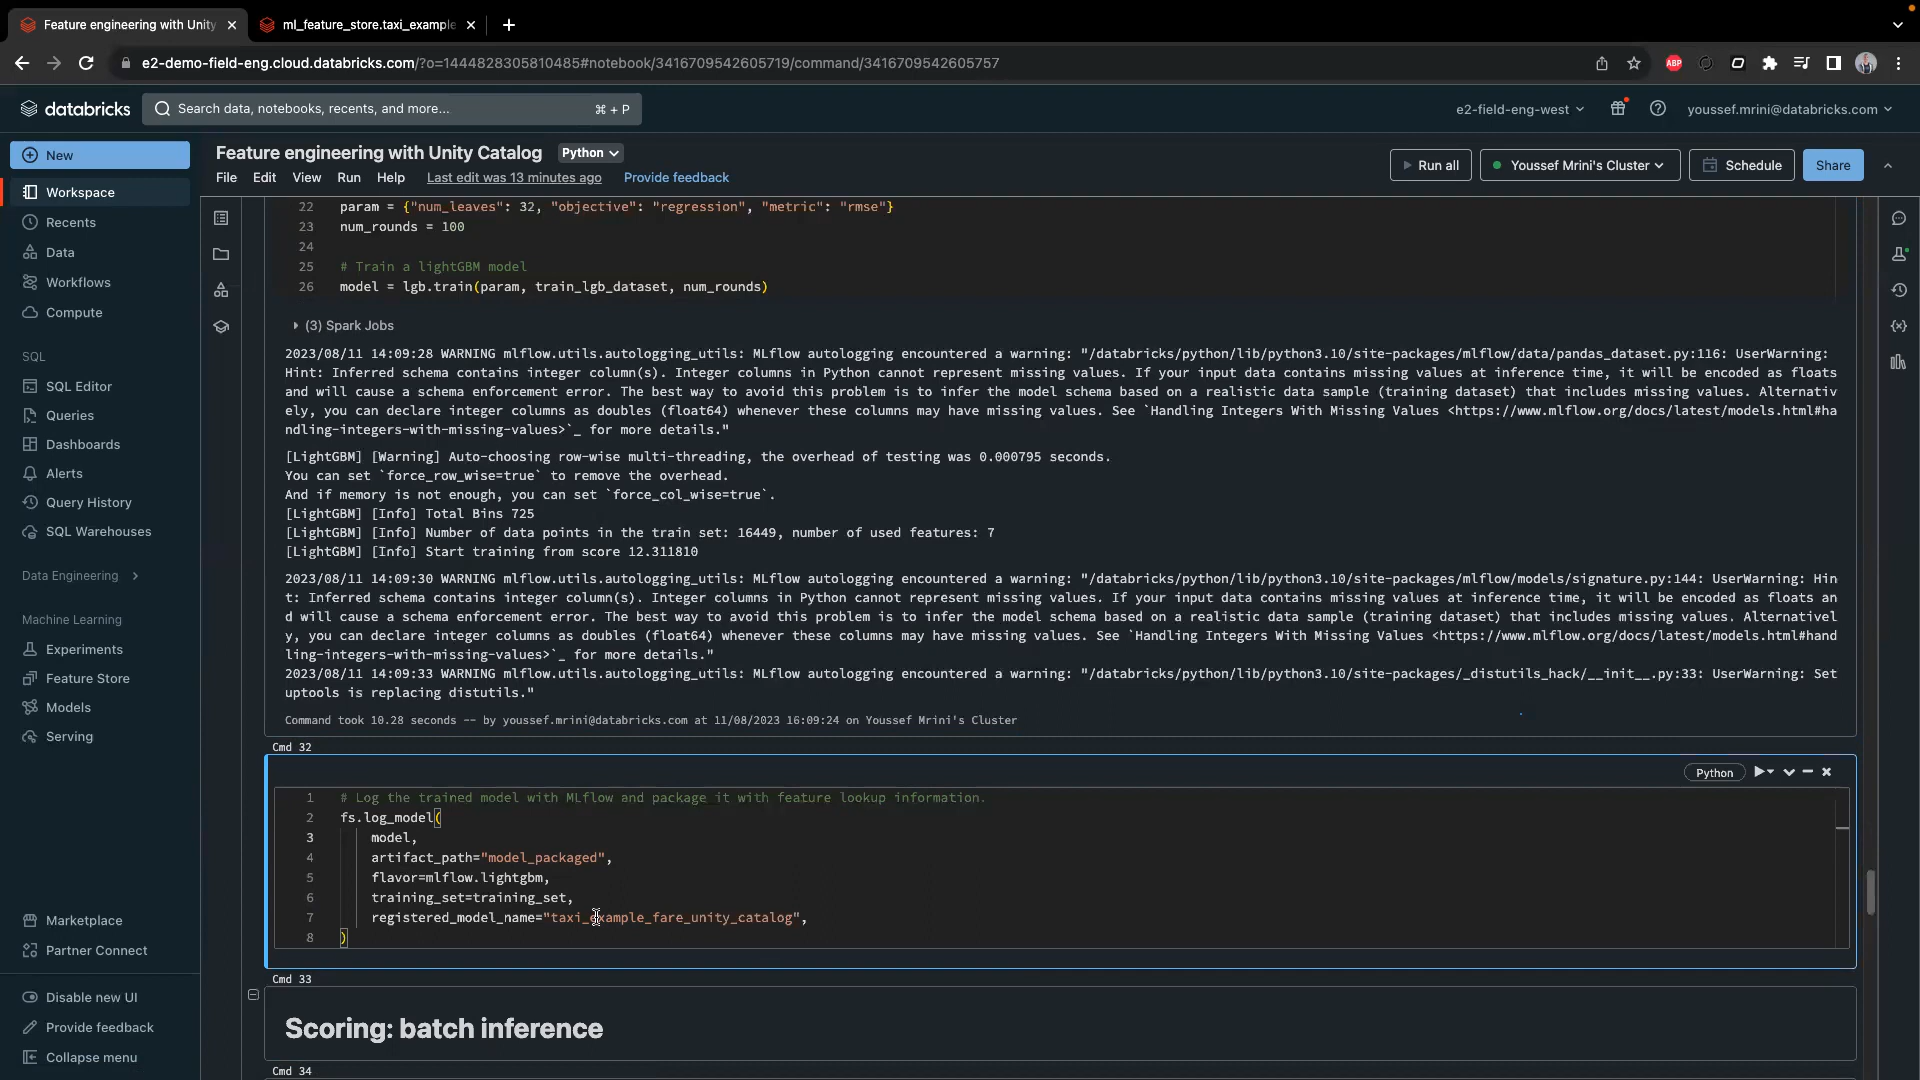 Feature engineering with Unity
ml_feature_store.taxi_example
e2-demo-field-eng.cloud.databricks.com/?o=1444828305810485#notebook/3416709542605719/command/3416709542605757
ABP
databricks
Search data, notebooks, recents, and more...
⌘ + P
e2-field-eng-west
youssef.mrini@databricks.com
New
Workspace
Recents
Data
Workflows
Compute
SQL
SQL Editor
Queries
Dashboards
Alerts
Query History
SQL Warehouses
Data Engineering
Machine Learning
Experiments
Feature Store
Models
Serving
Marketplace
Partner Connect
Disable new UI
Provide feedback
Collapse menu
Feature engineering with Unity Catalog
Python
File
Edit
View
Run
Help
Last edit was 13 minutes ago
Provide feedback
Run all
Youssef Mrini's Cluster
Schedule
Share
22 param = {"num_leaves": 32, "objective": "regression", "metric": "rmse"}
23 num_rounds = 100
24
25 # Train a lightGBM model
26 model = lgb.train(param, train_lgb_dataset, num_rounds)
(3) Spark Jobs
2023/08/11 14:09:28 WARNING mlflow.utils.autologging_utils: MLflow autologging encountered a warning: "/databricks/python/lib/python3.10/site-packages/mlflow/data/pandas_dataset.py:116: UserWarning:
Hint: Inferred schema contains integer column(s). Integer columns in Python cannot represent missing values. If your input data contains missing values at inference time, it will be encoded as floats
and will cause a schema enforcement error. The best way to avoid this problem is to infer the model schema based on a realistic data sample (training dataset) that includes missing values. Alternativ
ely, you can declare integer columns as doubles (float64) whenever these columns may have missing values. See `Handling Integers With Missing Values <https://www.mlflow.org/docs/latest/models.html#ha
ndling-integers-with-missing-values>`_ for more details."
[LightGBM] [Warning] Auto-choosing row-wise multi-threading, the overhead of testing was 0.000795 seconds.
You can set `force_row_wise=true` to remove the overhead.
And if memory is not enough, you can set `force_col_wise=true`.
[LightGBM] [Info] Total Bins 725
[LightGBM] [Info] Number of data points in the train set: 16449, number of used features: 7
[LightGBM] [Info] Start training from score 12.311810
2023/08/11 14:09:30 WARNING mlflow.utils.autologging_utils: MLflow autologging encountered a warning: "/databricks/python/lib/python3.10/site-packages/mlflow/models/signature.py:144: UserWarning: Hin
t: Inferred schema contains integer column(s). Integer columns in Python cannot represent missing values. If your input data contains missing values at inference time, it will be encoded as floats an
d will cause a schema enforcement error. The best way to avoid this problem is to infer the model schema based on a realistic data sample (training dataset) that includes missing values. Alternativel
y, you can declare integer columns as doubles (float64) whenever these columns may have missing values. See `Handling Integers With Missing Values <https://www.mlflow.org/docs/latest/models.html#hand
ling-integers-with-missing-values>`_ for more details."
2023/08/11 14:09:33 WARNING mlflow.utils.autologging_utils: MLflow autologging encountered a warning: "/databricks/python/lib/python3.10/site-packages/_distutils_hack/__init__.py:33: UserWarning: Set
uptools is replacing distutils."
Command took 10.28 seconds -- by youssef.mrini@databricks.com at 11/08/2023 16:09:24 on Youssef Mrini's Cluster
Cmd 32
Python
1 # Log the trained model with MLflow and package it with feature lookup information.
2 fs.log_model(
3 model,
4 artifact_path="model_packaged",
5 flavor=mlflow.lightgbm,
6 training_set=training_set,
7 registered_model_name="taxi_example_fare_unity_catalog",
8 )
Cmd 33
Scoring: batch inference
Cmd 34